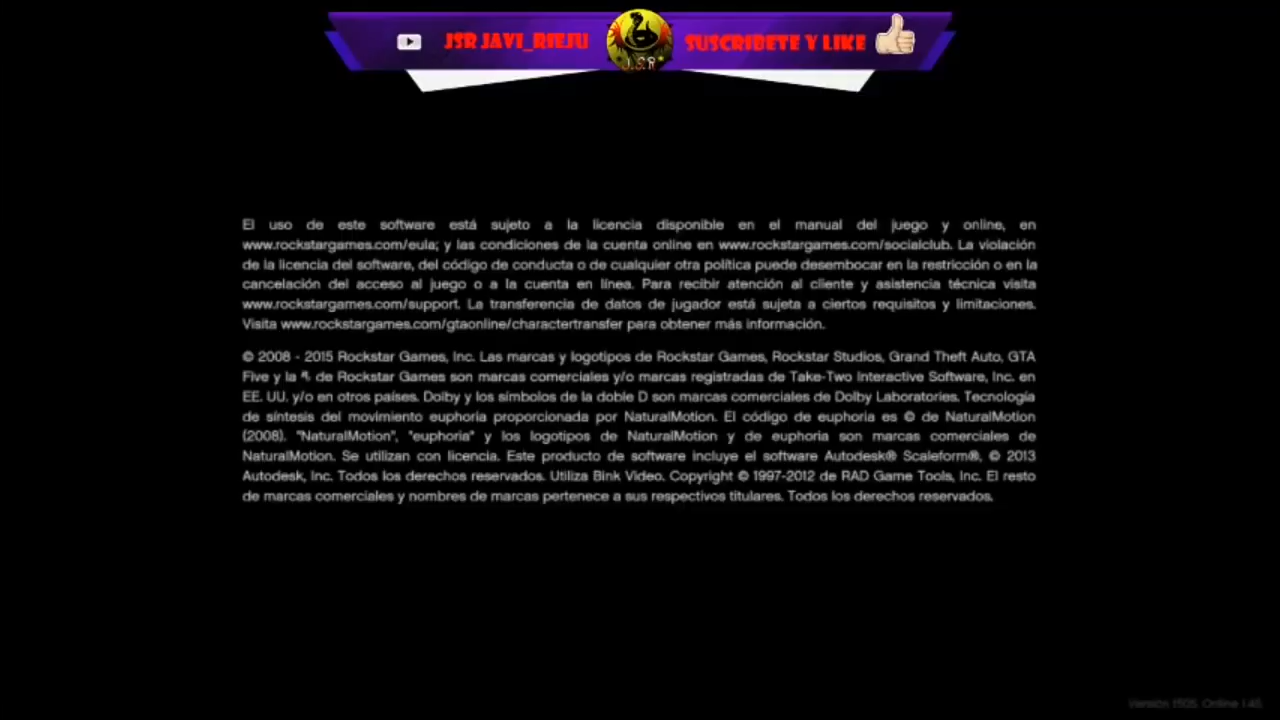 JSR JAVI_RIEJU J.S.R SUSCRIBETE Y LIKE
El uso de este software está sujeto a la licencia disponible en el manual del juego y online, en
www.rockstargames.com/eula; y las condiciones de la cuenta online en www.rockstargames.com/socialclub. La violación
de la licencia del software, del código de conducta o de cualquier otra política puede desembocar en la restricción o en la
cancelación del acceso al juego o a la cuenta en línea. Para recibir atención al cliente y asistencia técnica visita
www.rockstargames.com/support. La transferencia de datos de jugador está sujeta a ciertos requisitos y limitaciones.
Visita www.rockstargames.com/gtaonline/charactertransfer para obtener más información.
© 2008 - 2015 Rockstar Games, Inc. Las marcas y logotipos de Rockstar Games, Rockstar Studios, Grand Theft Auto, GTA
Five y la de Rockstar Games son marcas comerciales y/o marcas registradas de Take-Two Interactive Software, Inc. en
EE. UU. y/o en otros países. Dolby y los símbolos de la doble D son marcas comerciales de Dolby Laboratories. Tecnología
de síntesis del movimiento euphoria proporcionada por NaturalMotion. El código de euphoria es © de NaturalMotion
(2008). "NaturalMotion", "euphoria" y los logotipos de NaturalMotion y de euphoria son marcas comerciales de
NaturalMotion. Se utilizan con licencia. Este producto de software incluye el software Autodesk® Scaleform®, © 2013
Autodesk, Inc. Todos los derechos reservados. Utiliza Bink Video. Copyright © 1997-2012 de RAD Game Tools, Inc. El resto
de marcas comerciales y nombres de marcas pertenece a sus respectivos titulares. Todos los derechos reservados.
Versión Online 1.45